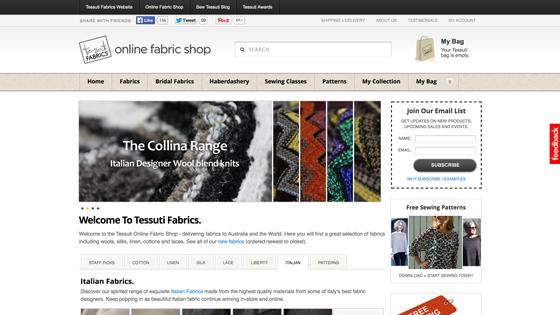 Tessuti Fabrics Website Online Fabric Shop Sew Tessuti Blog Tessuti Awards
SHARE WITH FRIENDS: Like Tweet 59 Pin it
SHIPPING + DELIVERY ABOUT US TESTIMONIALS MY ACCOUNT
tessuti
FABRICS
online fabric shop
SEARCH
My Bag
Your Tessuti
bag is empty.
Home Fabrics Bridal Fabrics Haberdashery Sewing Classes Patterns My Collection My Bag 0
The Collina Range
Italian Designer Wool blend knits
Join Our Email List
GET UPDATES ON NEW PRODUCTS,
UPCOMING SALES AND EVENTS.
NAME:
EMAIL:
SUBSCRIBE
WHY SUBSCRIBE | EXAMPLES
feedback
Welcome To Tessuti Fabrics.
Welcome to the Tessuti Online Fabric Shop - delivering fabrics to Australia and the World. Here you will find a great selection of fabrics
including wools, silks, linen, cottons and laces. See all of our new fabrics (ordered newest to oldest).
STAFF PICKS COTTON LINEN SILK LACE LIBERTY ITALIAN PATTERNS
Italian Fabrics.
Discover our spirited range of exquisite Italian Fabrics made from the highest quality materials from some of Italy's best fabric
designers. Keep popping in as beautiful Italian fabric continue arriving in-store and online.
Free Sewing Patterns
DOWNLOAD + START SEWING TODAY!